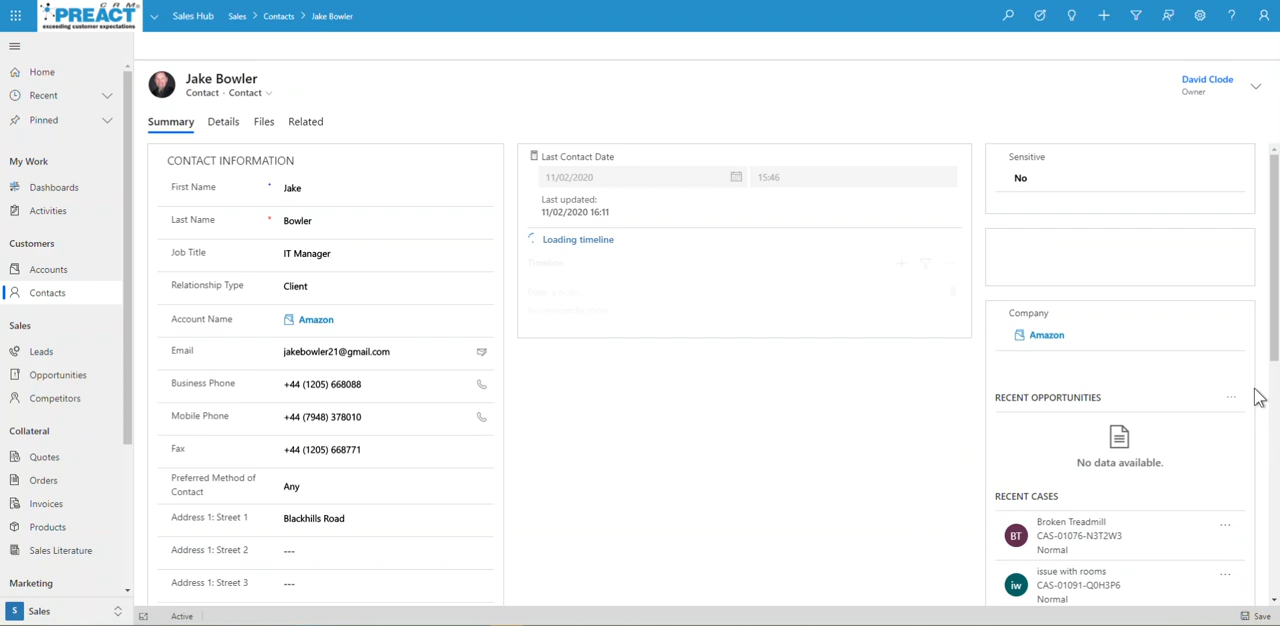 CRM
PREACT
exceeding customer expectations
Sales Hub
Sales > Contacts > Jake Bowler
Home
Recent
Pinned
My Work
Dashboards
Activities
Customers
Accounts
Contacts
Sales
Leads
Opportunities
Competitors
Collateral
Quotes
Orders
Invoices
Products
Sales Literature
Marketing
S Sales
Jake Bowler
Contact · Contact
David Clode
Owner
Summary Details Files Related
CONTACT INFORMATION
First Name * Jake
Last Name * Bowler
Job Title IT Manager
Relationship Type Client
Account Name Amazon
Email jakebowler21@gmail.com
Business Phone +44 (1205) 668088
Mobile Phone +44 (7948) 378010
Fax +44 (1205) 668771
Preferred Method of
Contact Any
Address 1: Street 1 Blackhills Road
Address 1: Street 2 ---
Address 1: Street 3 ---
Last Contact Date
11/02/2020 15:46
Last updated:
11/02/2020 16:11
Loading timeline
Timeline
Sensitive
No
Company
Amazon
RECENT OPPORTUNITIES
No data available.
RECENT CASES
BT
Broken Treadmill
CAS-01076-N3T2W3
Normal
iw
issue with rooms
CAS-01091-Q0H3P6
Normal
Active
Save